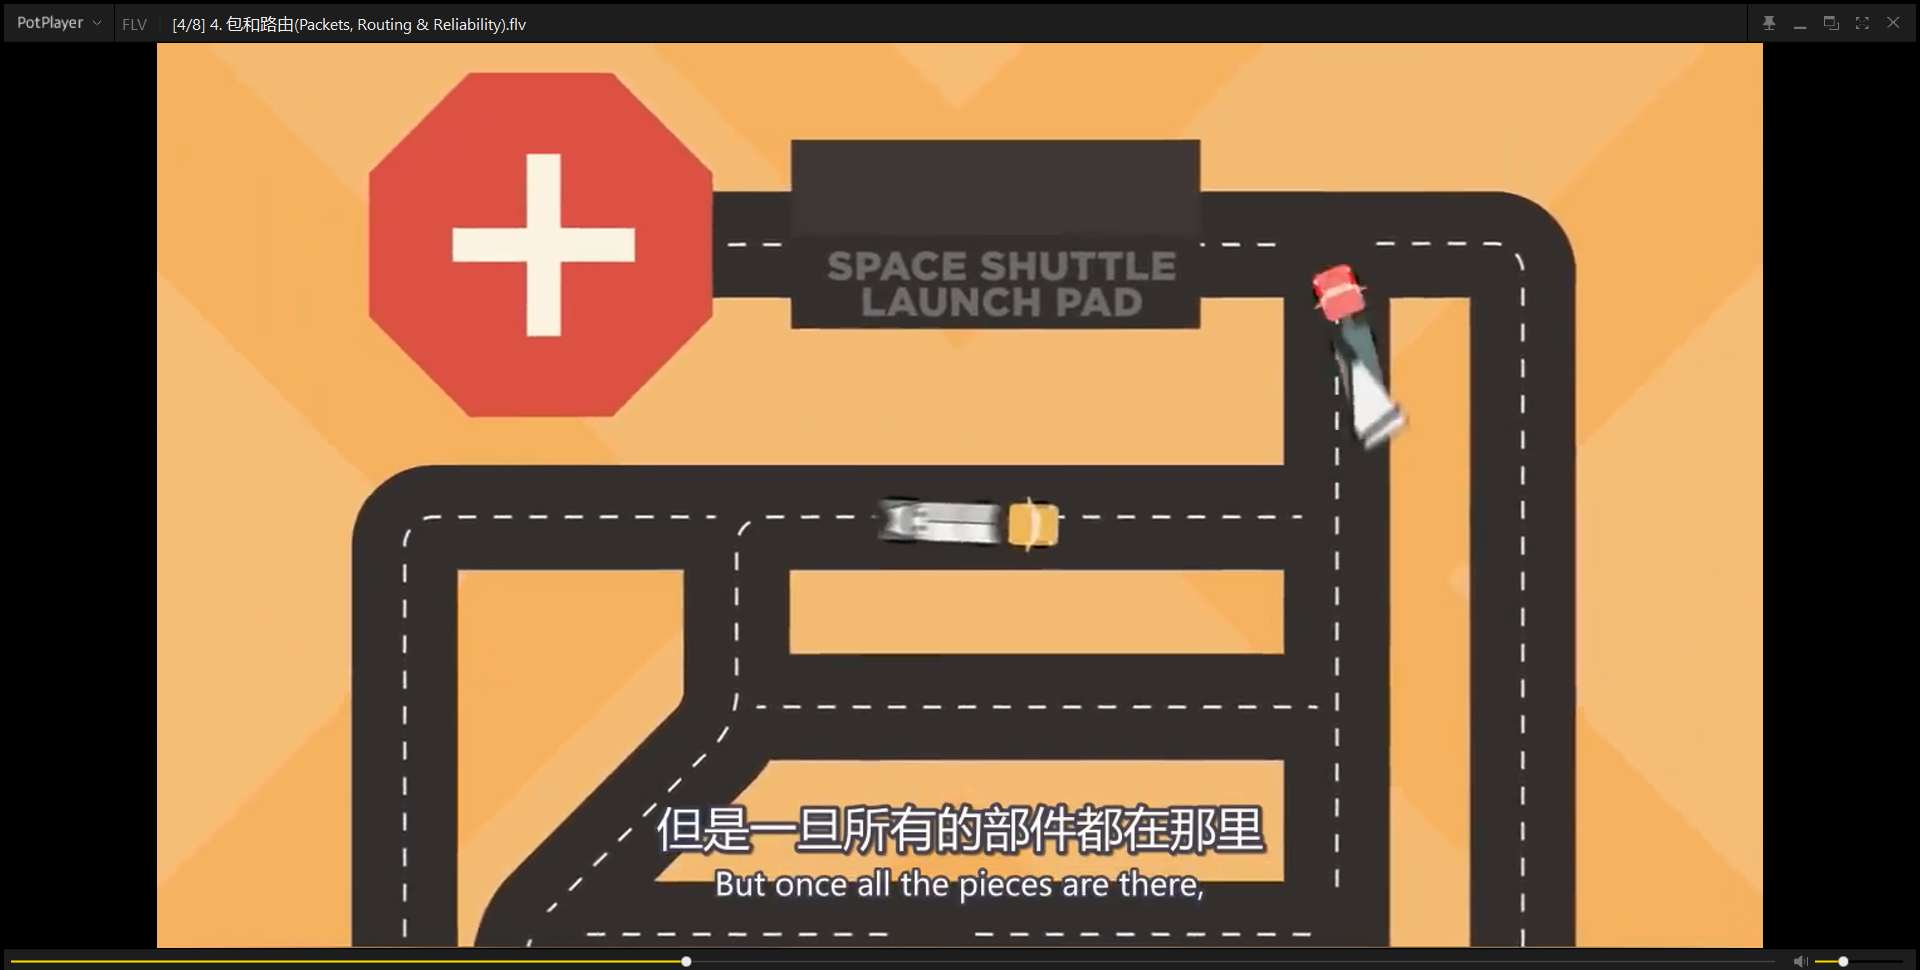 PotPlayer
FLV
[4/8] 4. 包和路由(Packets, Routing & Reliability).flv
SPACE SHUTTLE
LAUNCH PAD
但是一旦所有的部件都在那里
But once all the pieces are there,